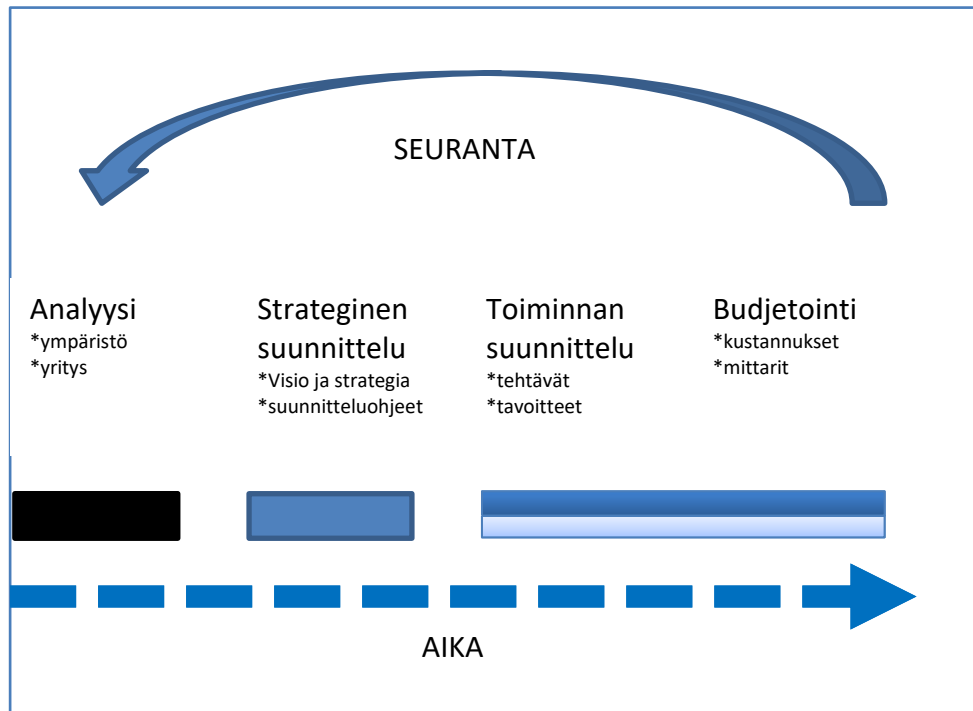 SEURANTA
Analyysi
*ympäristö
*yritys
Strateginen
suunnittelu
*Visio ja strategia
*suunnitteluohjeet
Toiminnan
suunnittelu
*tehtävät
*tavoitteet
Budjetointi
*kustannukset
*mittarit
AIKA